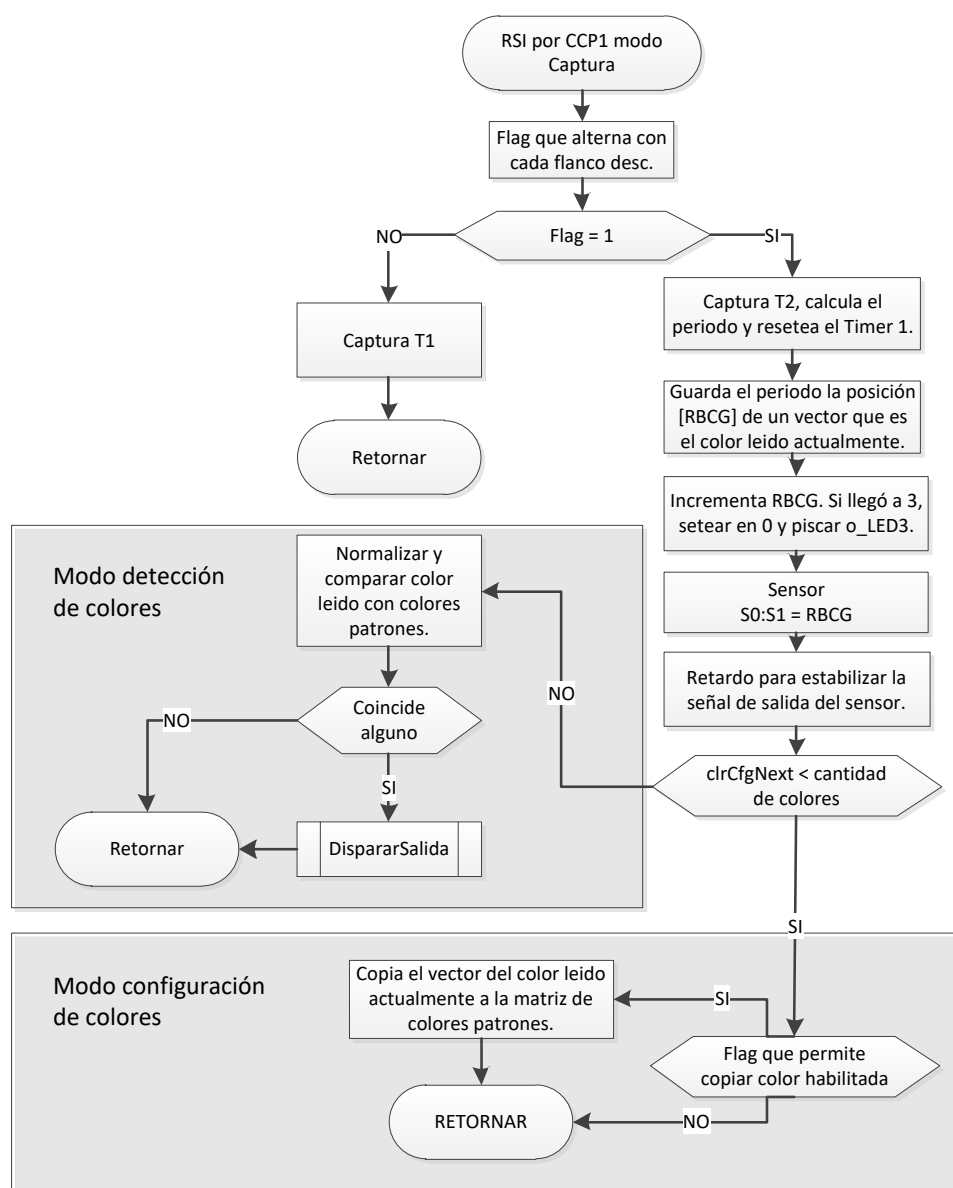 RSI por CCP1 modo
Captura
Flag que alterna con
cada flanco desc.
Flag = 1
NO
SI
Captura T1
Retornar
Captura T2, calcula el
periodo y resetea el Timer 1.
Guarda el periodo la posición
[RBCG] de un vector que es
el color leido actualmente.
Incrementa RBCG. Si llegó a 3,
setear en 0 y piscar o_LED3.
Sensor
S0:S1 = RBCG
Retardo para estabilizar la
señal de salida del sensor.
clrCfgNext < cantidad
de colores
NO
SI
Modo detección
de colores
Normalizar y
comparar color
leido con colores
patrones.
Coincide
alguno
NO
SI
DispararSalida
Retornar
Modo configuración
de colores
Flag que permite
copiar color habilitada
SI
NO
Copia el vector del color leido
actualmente a la matriz de
colores patrones.
RETORNAR